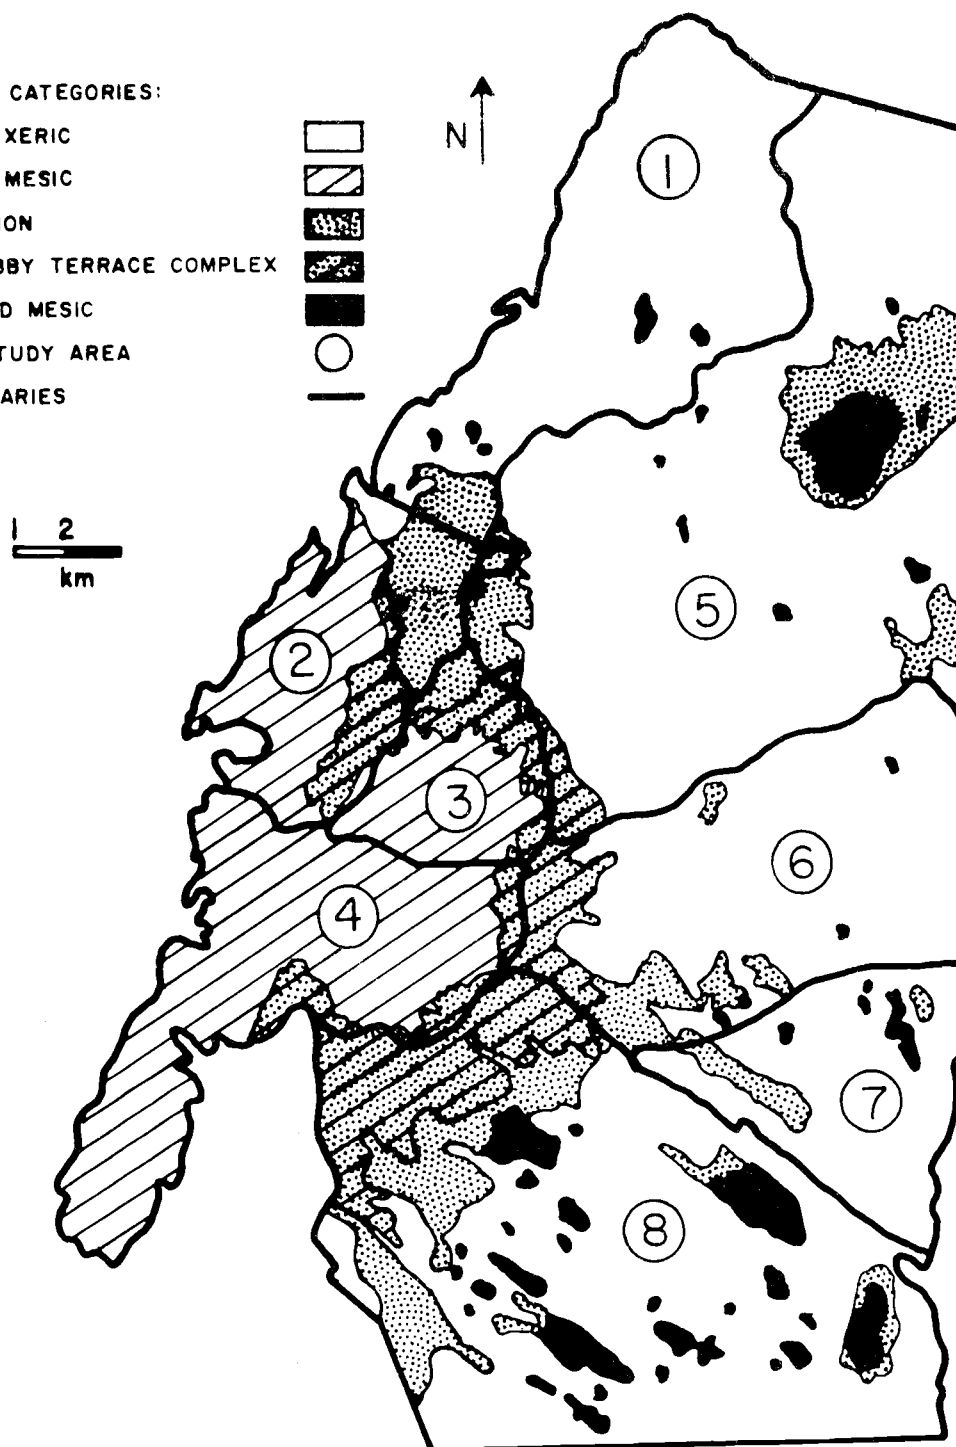 CATEGORIES:
XERIC
MESIC
ION
BBY TERRACE COMPLEX
D MESIC
TUDY AREA
ARIES
N
1 2
km
1
2
3
4
5
6
7
8